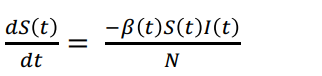 dS(t)/dt = -β(t)S(t)I(t)/N